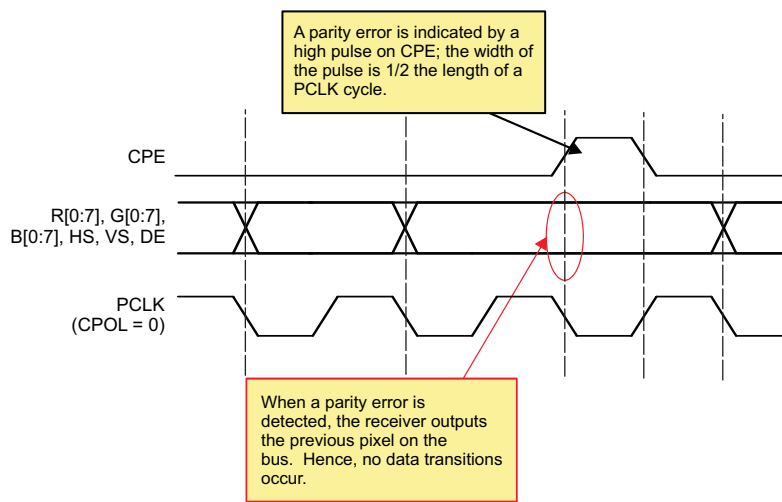 A parity error is indicated by a
high pulse on CPE; the width of
the pulse is 1/2 the length of a
PCLK cycle.
CPE
R[0:7], G[0:7],
B[0:7], HS, VS, DE
PCLK
(CPOL = 0)
When a parity error is
detected, the receiver outputs
the previous pixel on the
bus.  Hence, no data transitions
occur.